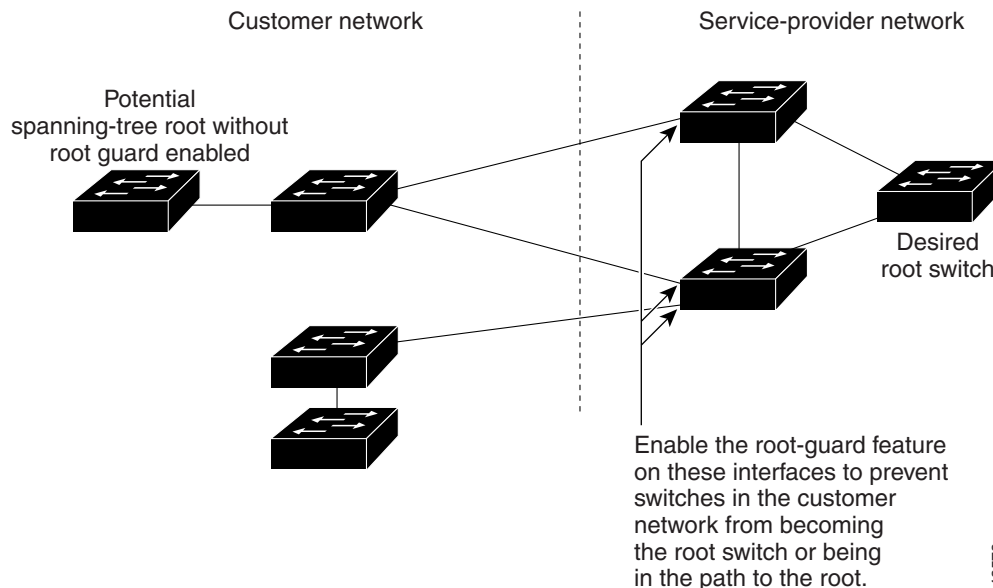 Customer network
Service-provider network
Potential
spanning-tree root without
root guard enabled
Desired
root switch
Enable the root-guard feature
on these interfaces to prevent
switches in the customer
network from becoming
the root switch or being
in the path to the root.